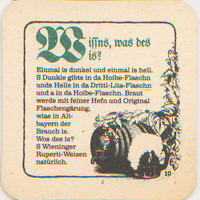 Wissns, was des
is?
Einmal is dunkel und einmal is hell.
S Dunkle gibts in da Hoibe-Flaschn
unds Helle in da Dritti-Lita-Flaschn
und a in da Hoibe-Flaschn. Braut
werds mit feiner Hefn und Original
Flaschengärung,
wias in Alt-
bayern der
Brauch is.
Wos des is?
S Wieninger
Ruperti-Weizen
natürlich.
10